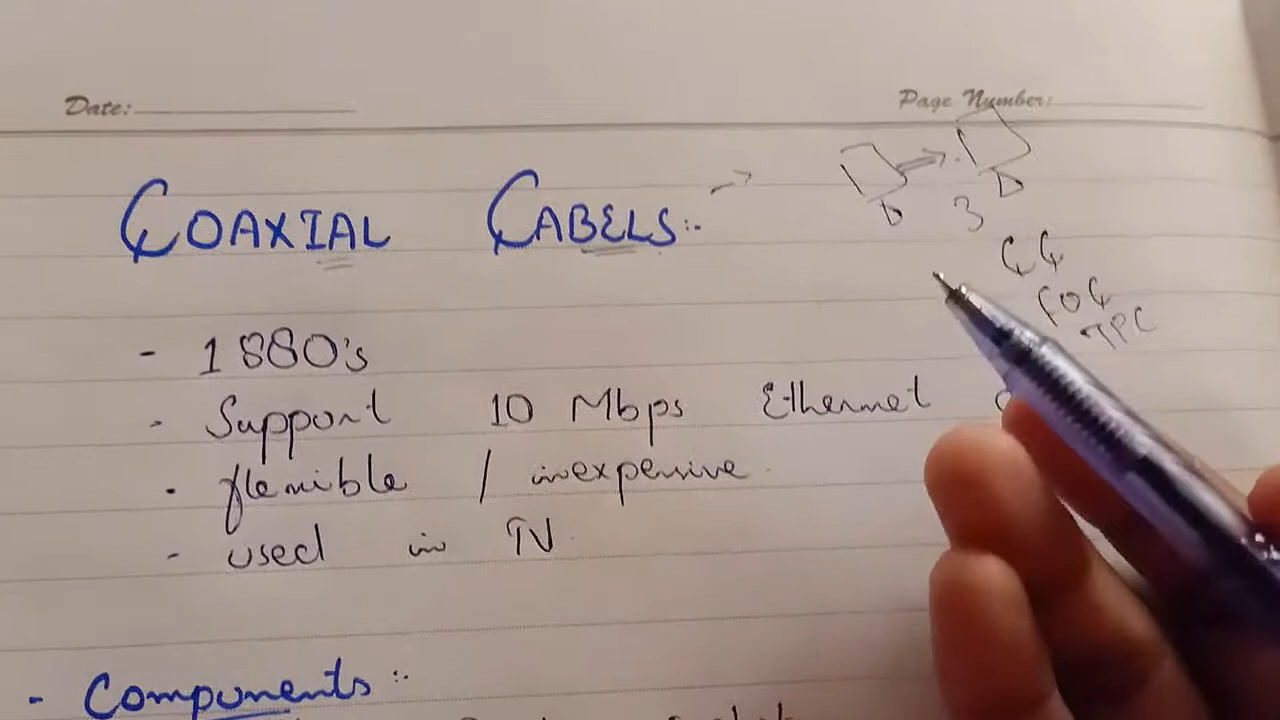 Date:
Page Number:
COAXIAL CABELS:-
3
CC
FOC
TPC
- 1880's
- Support 10 Mbps Ethernet
- flexible / inexpensive
- used in TV
- Components :-